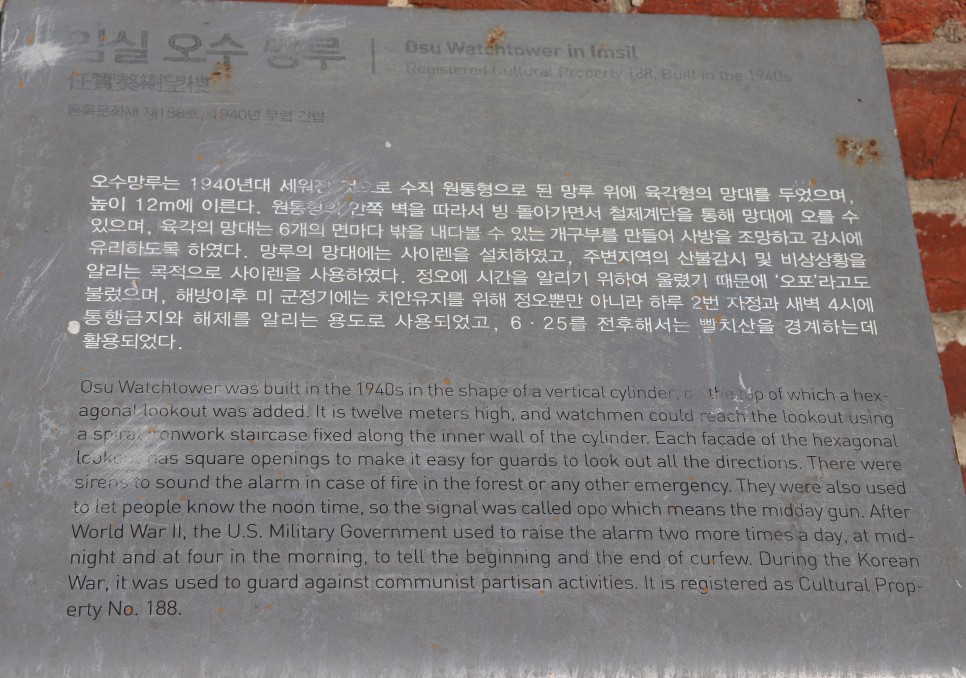 임실 오수 망루
Osu Watchtower in Imsil
任實獒樹望樓
Registered Cultural Property 188, Built in the 1940s
등록문화재 제188호, 1940년 무렵 건립
오수망루는 1940년대 세워진 것으로 수직 원통형으로 된 망루 위에 육각형의 망대를 두었으며,
높이 12m에 이른다. 원통형의 안쪽 벽을 따라서 빙 돌아가면서 철제계단을 통해 망대에 오를 수
있으며, 육각의 망대는 6개의 면마다 밖을 내다볼 수 있는 개구부를 만들어 사방을 조망하고 감시에
유리하도록 하였다. 망루의 망대에는 사이렌을 설치하였고, 주변지역의 산불감시 및 비상상황을
알리는 목적으로 사이렌을 사용하였다. 정오에 시간을 알리기 위하여 울렸기 때문에 ‘오포’라고도
불렀으며, 해방이후 미 군정기에는 치안유지를 위해 정오뿐만 아니라 하루 2번 자정과 새벽 4시에
통행금지와 해제를 알리는 용도로 사용되었고, 6 · 25를 전후해서는 빨치산을 경계하는데
활용되었다.
Osu Watchtower was built in the 1940s in the shape of a vertical cylinder, on the top of which a hex-
agonal lookout was added. It is twelve meters high, and watchmen could reach the lookout using
a spiral ironwork staircase fixed along the inner wall of the cylinder. Each façade of the hexagonal
lookout has square openings to make it easy for guards to look out all the directions. There were
sirens to sound the alarm in case of fire in the forest or any other emergency. They were also used
to let people know the noon time, so the signal was called opo which means the midday gun. After
World War II, the U.S. Military Government used to raise the alarm two more times a day, at mid-
night and at four in the morning, to tell the beginning and the end of curfew. During the Korean
War, it was used to guard against communist partisan activities. It is registered as Cultural Prop-
erty No. 188.